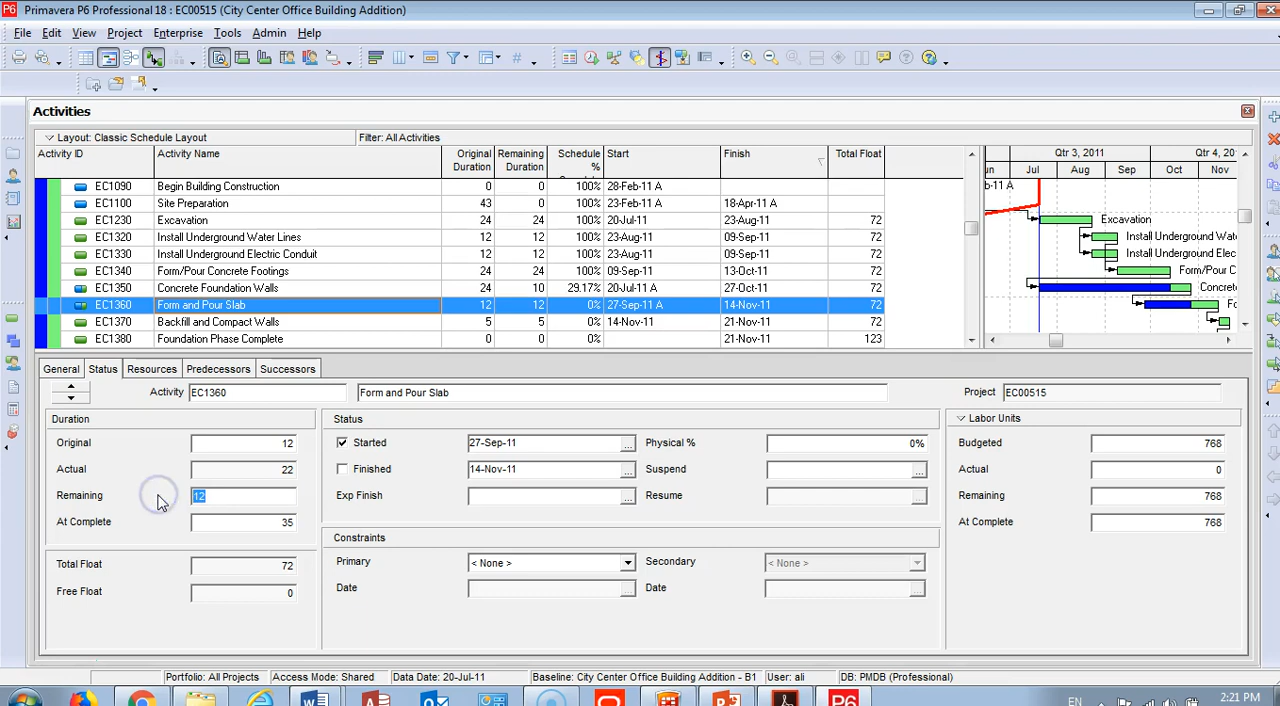 Primavera P6 Professional 18 : EC00515 (City Center Office Building Addition)
File Edit View Project Enterprise Tools Admin Help
Activities
Layout: Classic Schedule Layout Filter: All Activities
Activity ID Activity Name Original Duration Remaining Duration Schedule % Start Finish Total Float Qtr 3, 2011 Qtr 4, 20
Jul Aug Sep Oct Nov
EC1090 Begin Building Construction 0 0 100% 28-Feb-11 A
EC1100 Site Preparation 43 0 100% 23-Feb-11 A 18-Apr-11 A
EC1230 Excavation 24 24 0% 20-Jul-11 23-Aug-11 72 Excavation
EC1320 Install Underground Water Lines 12 12 0% 23-Aug-11 09-Sep-11 72 Install Underground Wate
EC1330 Install Underground Electric Conduit 12 12 0% 23-Aug-11 09-Sep-11 72 Install Underground Elec
EC1340 Form/Pour Concrete Footings 24 24 0% 09-Sep-11 13-Oct-11 72 Form/Pour C
EC1350 Concrete Foundation Walls 24 10 29.17% 20-Jul-11 A 27-Oct-11 72 Concret
EC1360 Form and Pour Slab 12 12 0% 27-Sep-11 A 14-Nov-11 72
EC1370 Backfill and Compact Walls 5 5 0% 14-Nov-11 21-Nov-11 72
EC1380 Foundation Phase Complete 0 0 0% 21-Nov-11 123
General Status Resources Predecessors Successors
Activity EC1360 Form and Pour Slab Project EC00515
Duration Status Labor Units
Original 12 Started 27-Sep-11 ... Physical % 0% Budgeted 768
Actual 22 Finished 14-Nov-11 ... Suspend ... Actual 0
Remaining 12 Exp Finish ... Resume ... Remaining 768
At Complete 35 At Complete 768
Constraints
Total Float 72 Primary < None > Secondary < None >
Free Float 0 Date ... Date ...
Portfolio: All Projects Access Mode: Shared Data Date: 20-Jul-11 Baseline: City Center Office Building Addition - B1 User: ali DB: PMDB (Professional)
EN 2:21 PM